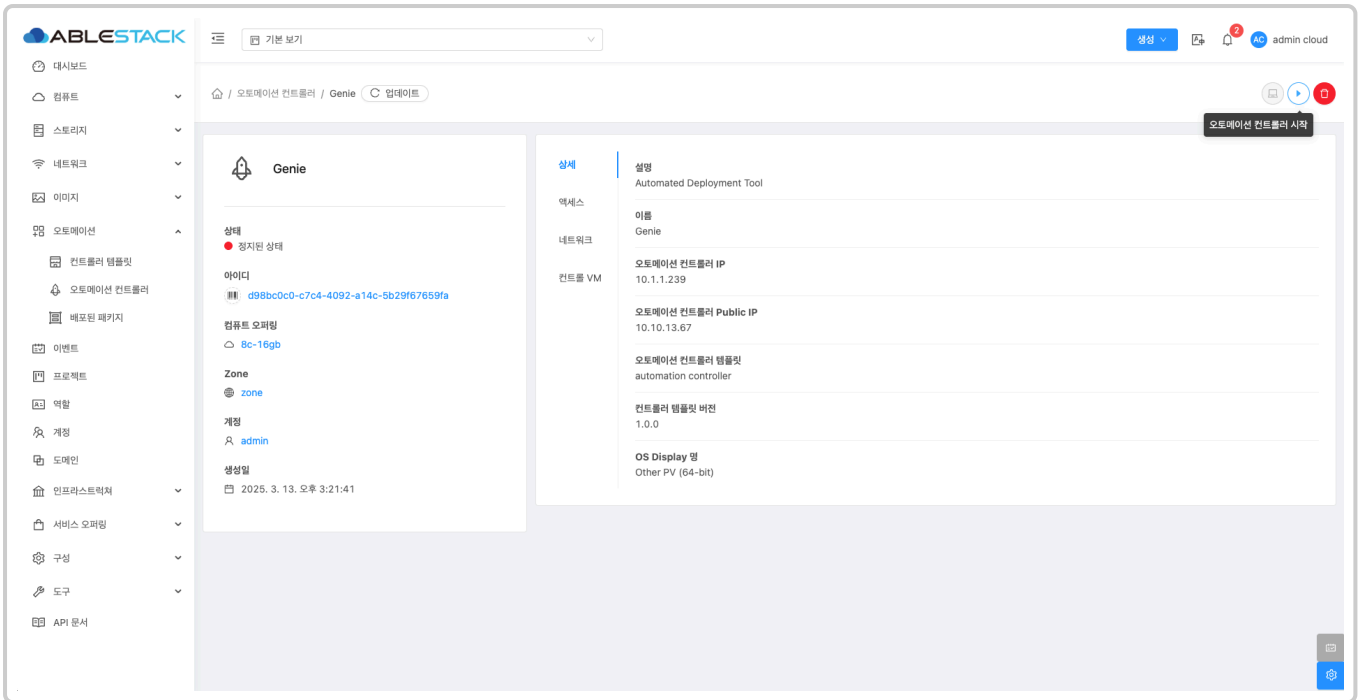 ABLESTACK
기본 보기
생성
2
AC
admin cloud
대시보드
컴퓨트
스토리지
네트워크
이미지
오토메이션
컨트롤러 템플릿
오토메이션 컨트롤러
배포된 패키지
이벤트
프로젝트
역할
계정
도메인
인프라스트럭쳐
서비스 오퍼링
구성
도구
API 문서
/ 오토메이션 컨트롤러 / Genie
업데이트
오토메이션 컨트롤러 시작
Genie
상태
정지된 상태
아이디
d98bc0c0-c7c4-4092-a14c-5b29f67659fa
컴퓨트 오퍼링
8c-16gb
Zone
zone
계정
admin
생성일
2025. 3. 13. 오후 3:21:41
상세
액세스
네트워크
컨트롤 VM
설명
Automated Deployment Tool
이름
Genie
오토메이션 컨트롤러 IP
10.1.1.239
오토메이션 컨트롤러 Public IP
10.10.13.67
오토메이션 컨트롤러 템플릿
automation controller
컨트롤러 템플릿 버전
1.0.0
OS Display 명
Other PV (64-bit)